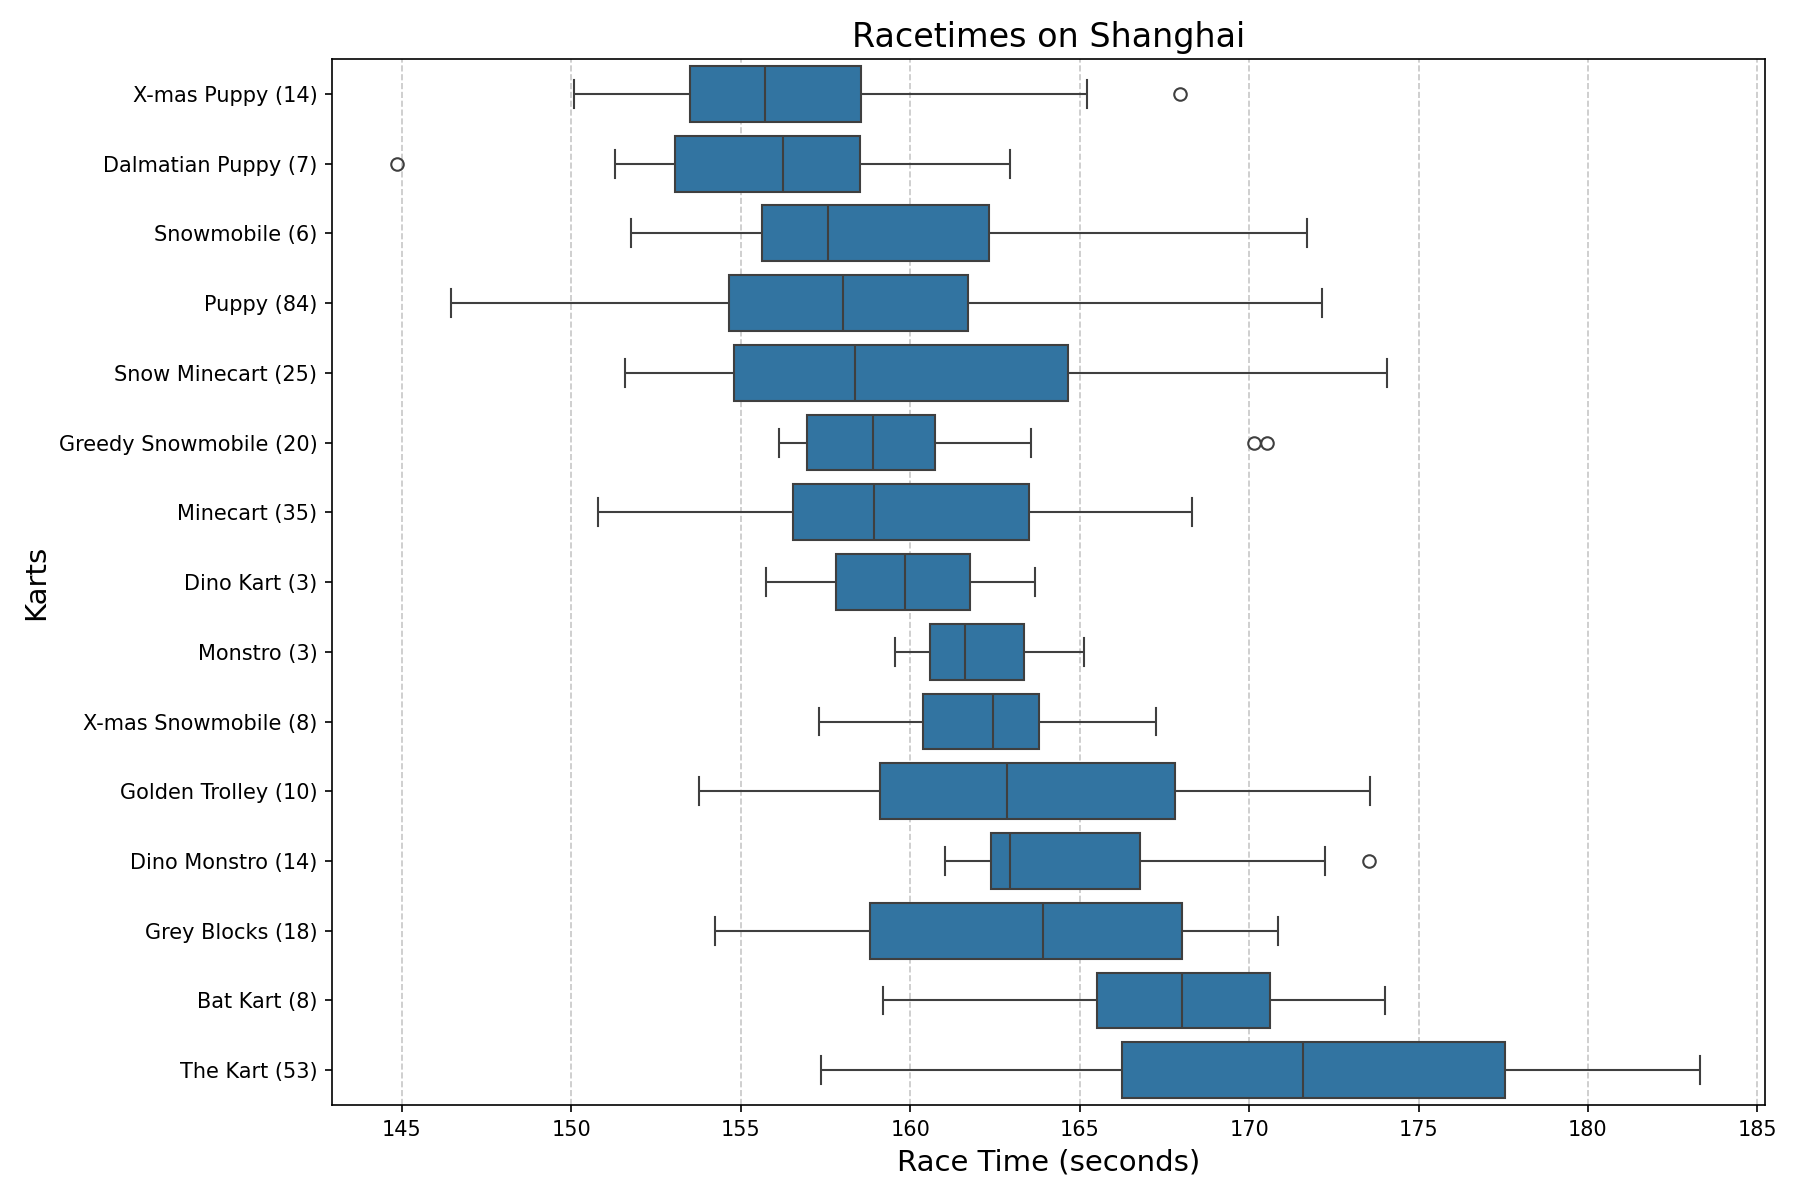 Racetimes on Shanghai
Karts
X-mas Puppy (14)
Dalmatian Puppy (7)
Snowmobile (6)
Puppy (84)
Snow Minecart (25)
Greedy Snowmobile (20)
Minecart (35)
Dino Kart (3)
Monstro (3)
X-mas Snowmobile (8)
Golden Trolley (10)
Dino Monstro (14)
Grey Blocks (18)
Bat Kart (8)
The Kart (53)
145 150 155 160 165 170 175 180 185
Race Time (seconds)